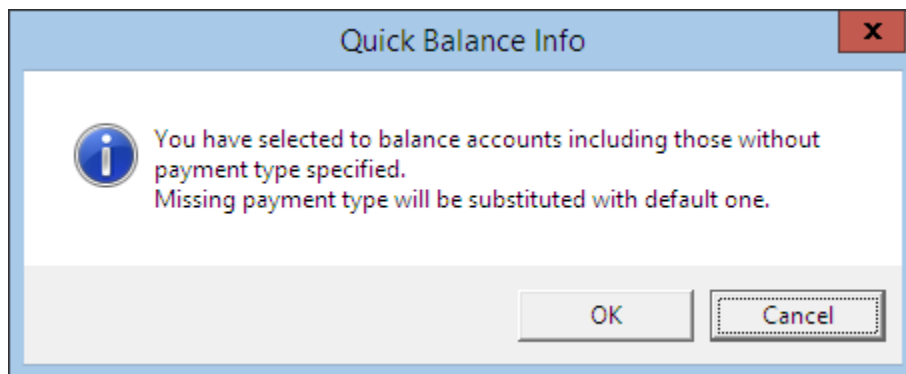 Quick Balance Info
x
You have selected to balance accounts including those without
payment type specified.
Missing payment type will be substituted with default one.
OK
Cancel